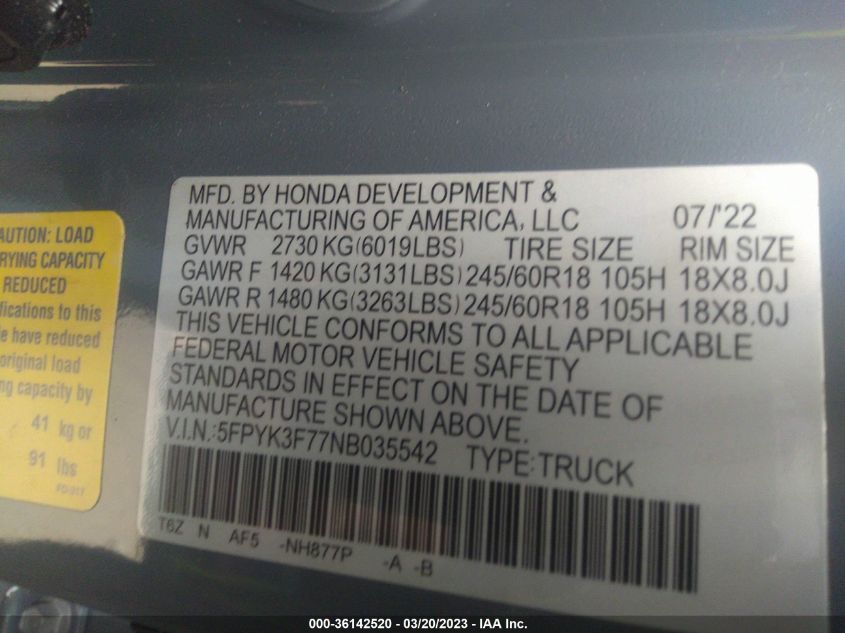 MFD. BY HONDA DEVELOPMENT &
MANUFACTURING OF AMERICA, LLC 07/'22
GVWR 2730 KG(6019LBS) TIRE SIZE RIM SIZE
GAWR F 1420 KG(3131LBS) 245/60R18 105H 18X8.0J
GAWR R 1480 KG(3263LBS) 245/60R18 105H 18X8.0J
THIS VEHICLE CONFORMS TO ALL APPLICABLE
FEDERAL MOTOR VEHICLE SAFETY
STANDARDS IN EFFECT ON THE DATE OF
MANUFACTURE SHOWN ABOVE.
V.I.N.:5FPYK3F77NB035542 TYPE:TRUCK
T6Z N AF5 -NH877P -A -B
AUTION: LOAD
RYING CAPACITY
REDUCED
ifications to this
e have reduced
original load
ng capacity by
41 kg or
91 lbs
000-36142520 - 03/20/2023 - IAA Inc.